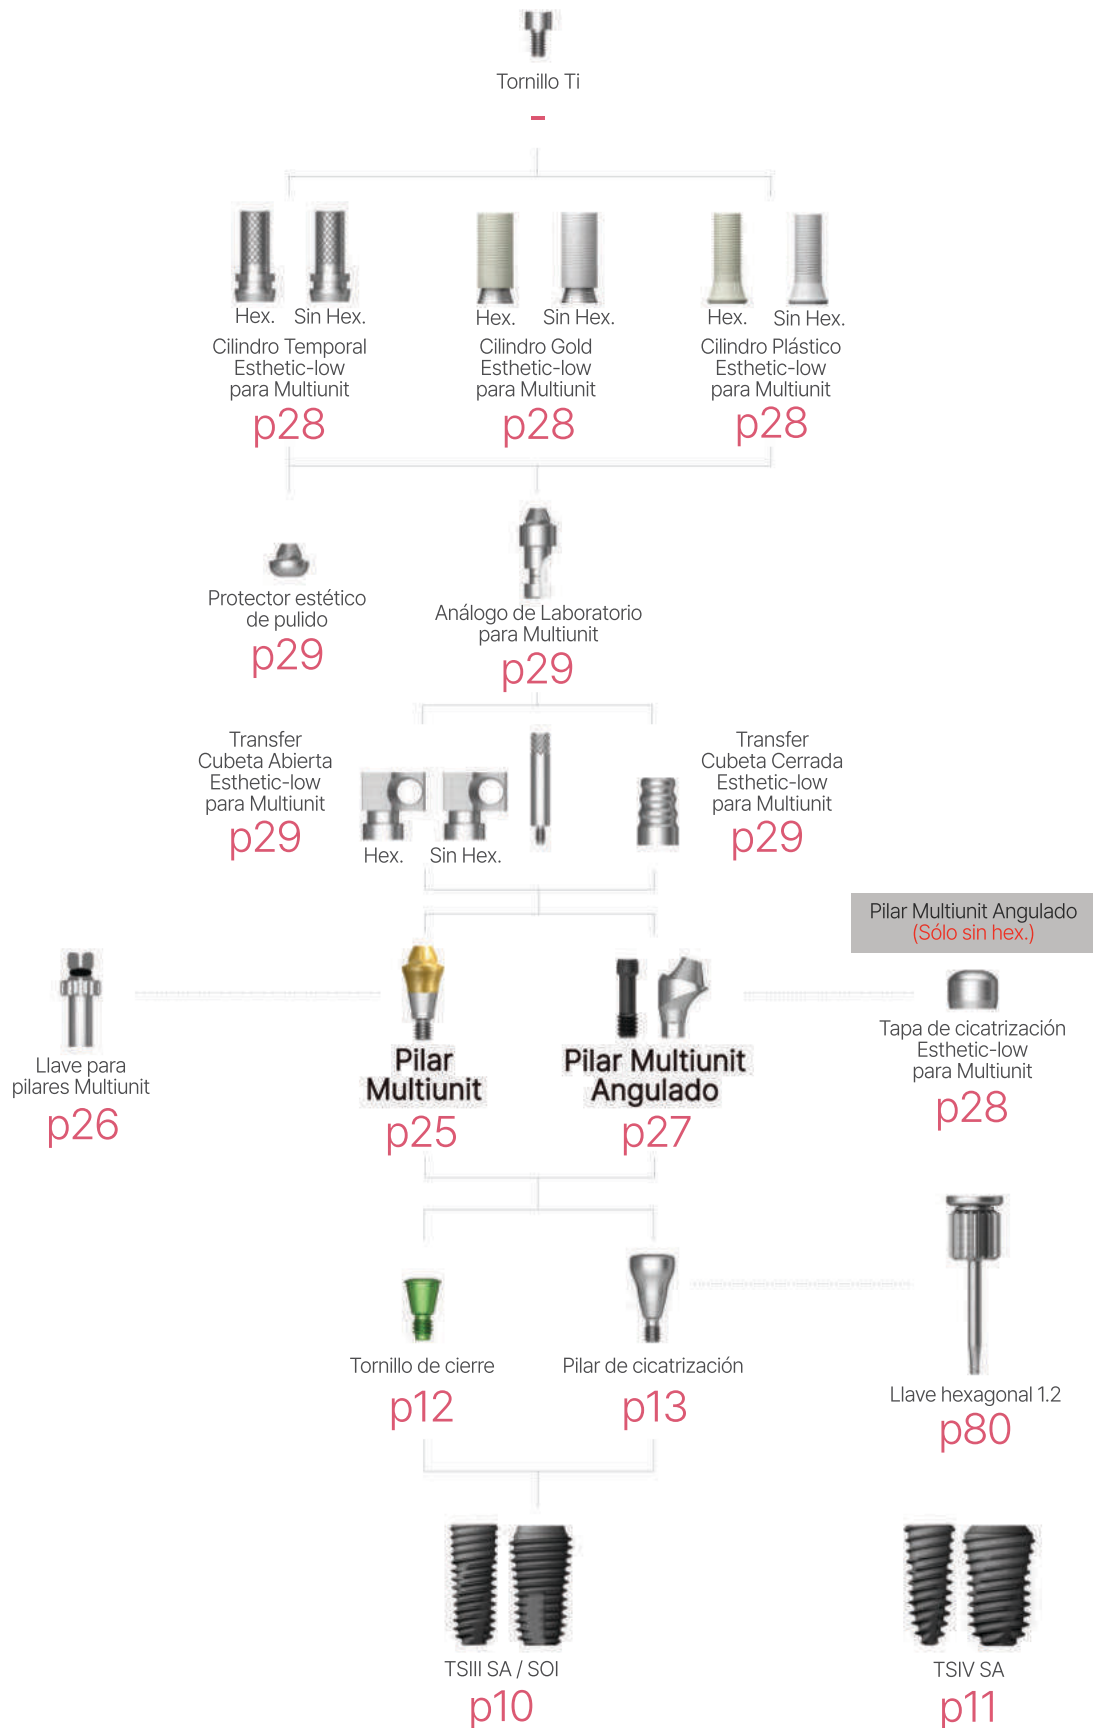 Tornillo Ti
-
Hex. Sin Hex.
Cilindro Temporal
Esthetic-low
para Multiunit
p28
Hex. Sin Hex.
Cilindro Gold
Esthetic-low
para Multiunit
p28
Hex. Sin Hex.
Cilindro Plástico
Esthetic-low
para Multiunit
p28
Protector estético
de pulido
p29
Análogo de Laboratorio
para Multiunit
p29
Transfer
Cubeta Abierta
Esthetic-low
para Multiunit
p29
Hex. Sin Hex.
Transfer
Cubeta Cerrada
Esthetic-low
para Multiunit
p29
Llave para
pilares Multiunit
p26
Pilar
Multiunit
p25
Pilar Multiunit
Angulado
p27
Pilar Multiunit Angulado
(Sólo sin hex.)
Tapa de cicatrización
Esthetic-low
para Multiunit
p28
Tornillo de cierre
p12
Pilar de cicatrización
p13
Llave hexagonal 1.2
p80
TSIII SA / SOI
p10
TSIV SA
p11